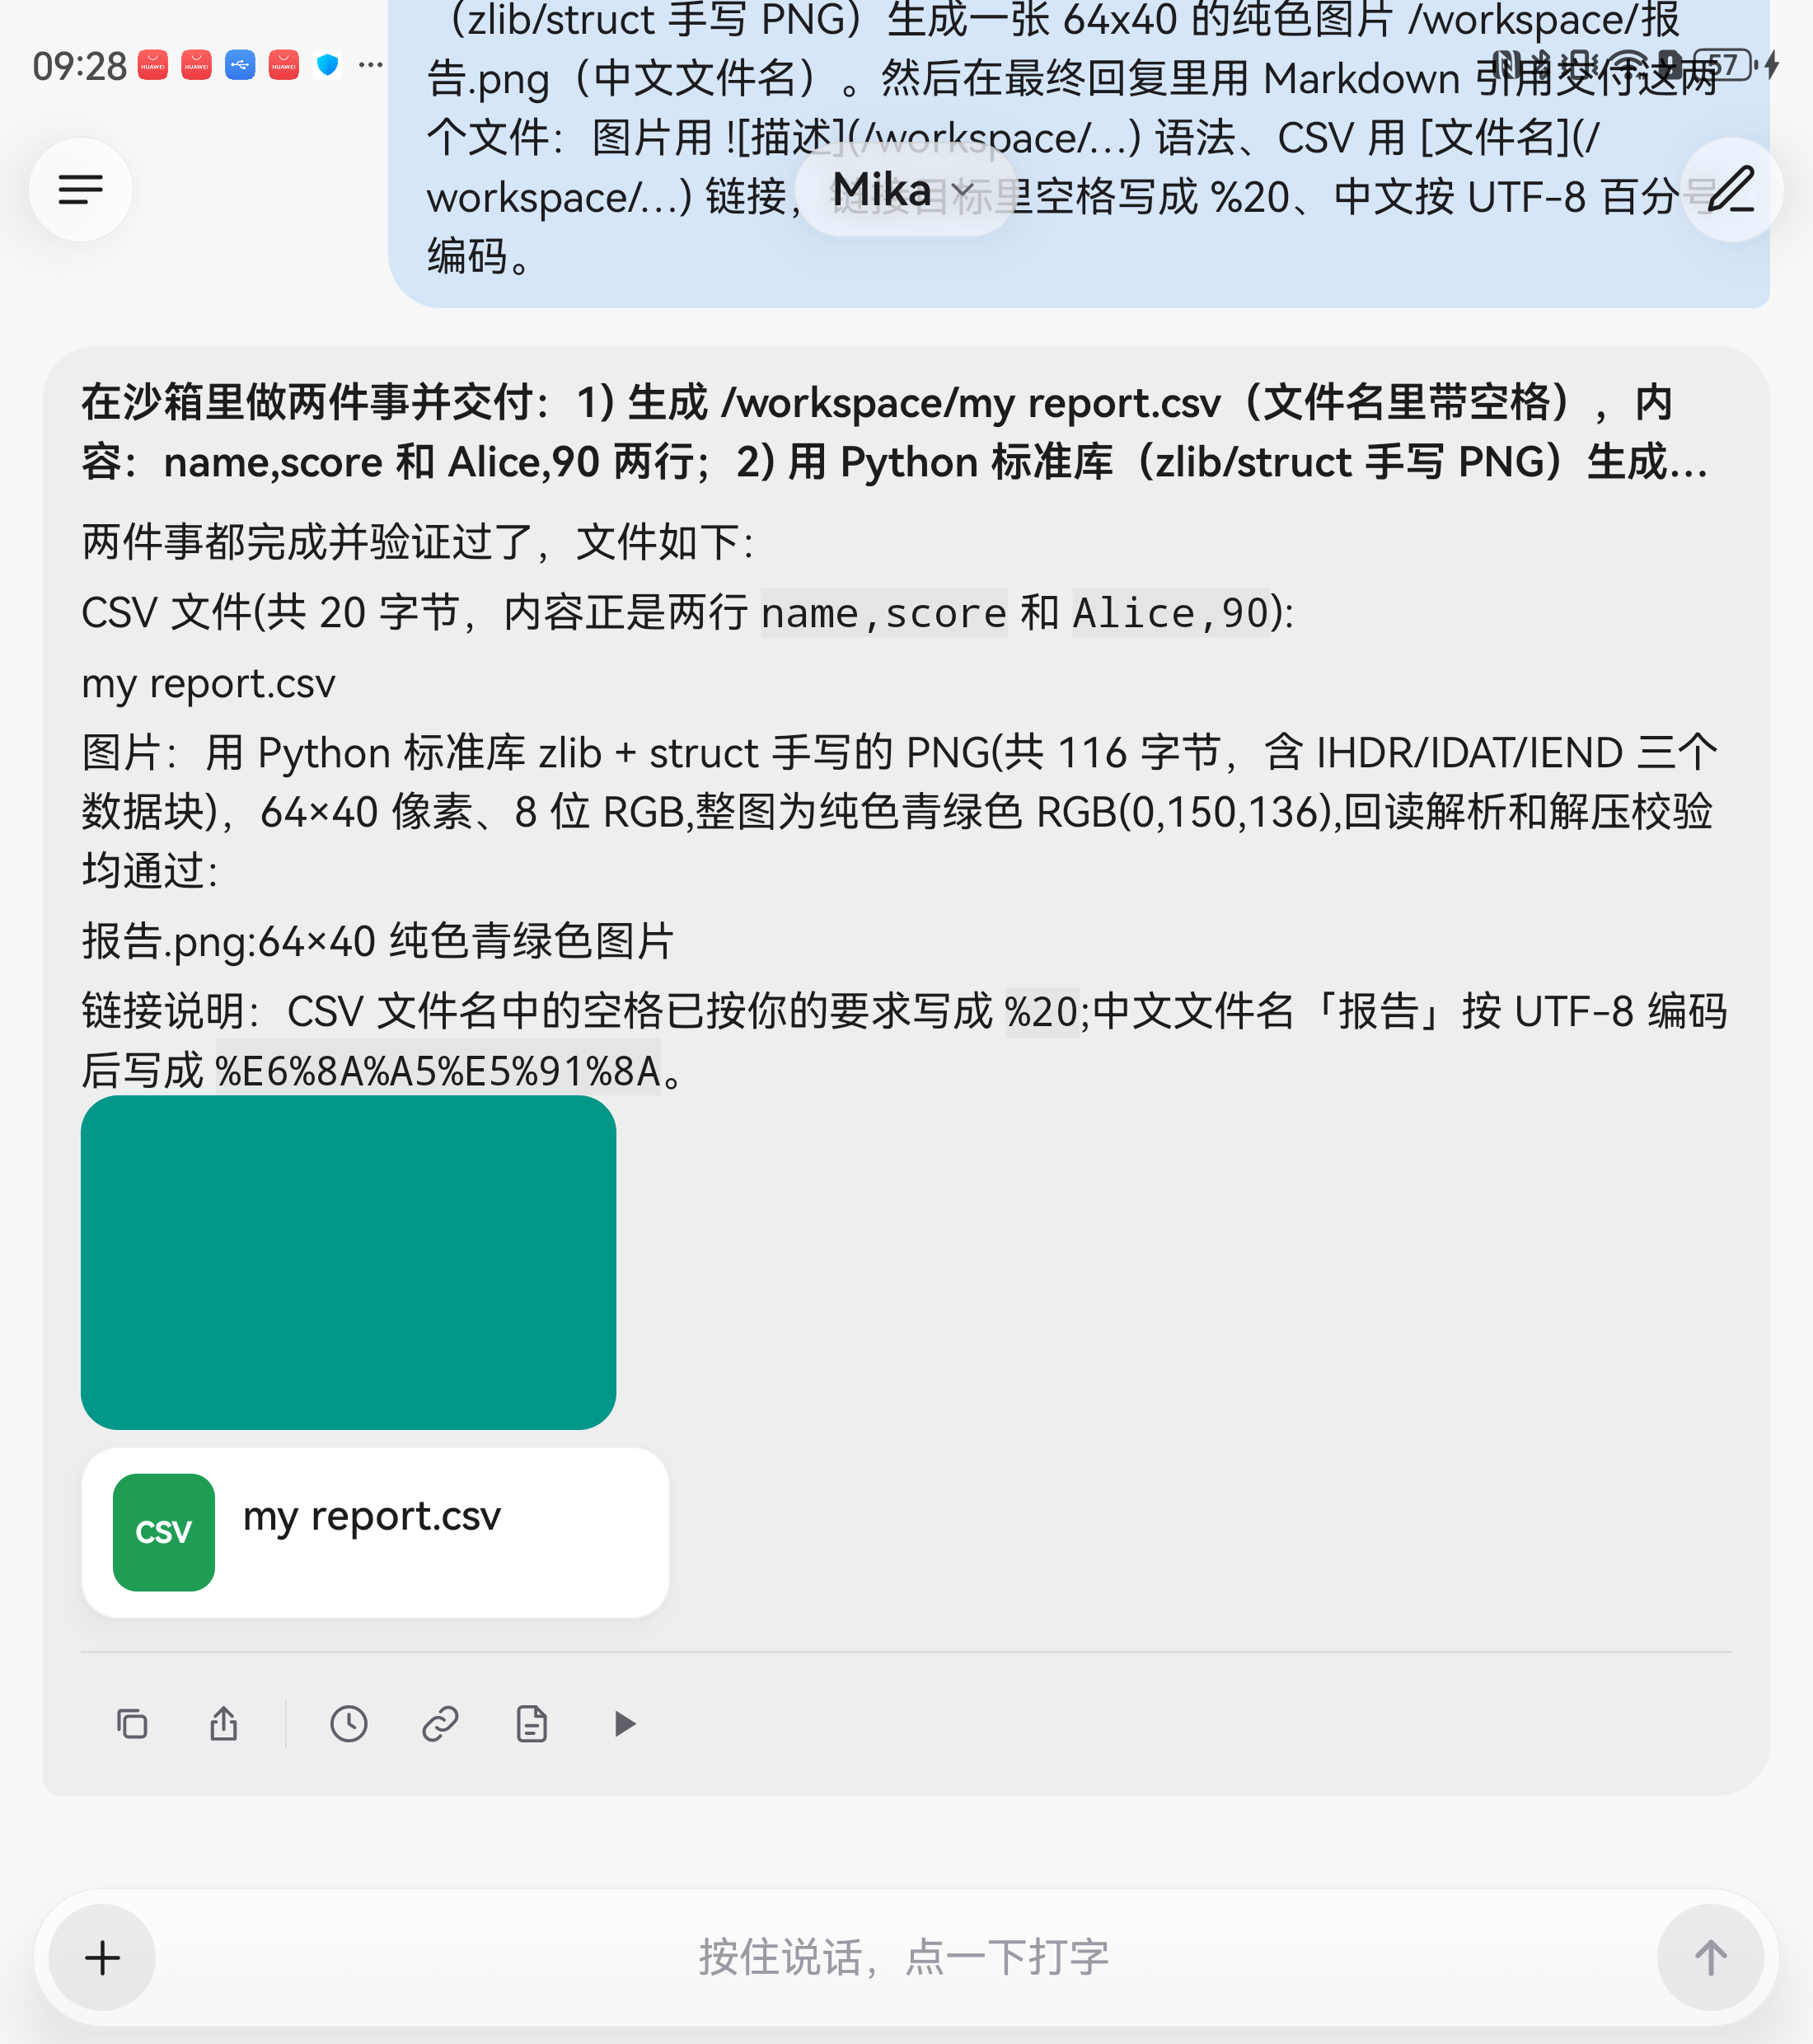 （zlib/struct 手写 PNG）生成一张 64x40 的纯色图片 /workspace/报
09:28
HUAWEI
HUAWEI
HUAWEI
57
告.png（中文文件名）。然后在最终回复里用 Markdown 引用交付这两
个文件：图片用 ![描述](/workspace/…) 语法、CSV 用 [文件名](/
Mika
workspace/…) 链接，链接目标里空格写成 %20、中文按 UTF-8 百分号
编码。
在沙箱里做两件事并交付：1) 生成 /workspace/my report.csv（文件名里带空格），内
容：name,score 和 Alice,90 两行；2) 用 Python 标准库（zlib/struct 手写 PNG）生成…
两件事都完成并验证过了，文件如下:
CSV 文件(共 20 字节，内容正是两行 name,score 和 Alice,90):
my report.csv
图片：用 Python 标准库 zlib + struct 手写的 PNG(共 116 字节，含 IHDR/IDAT/IEND 三个
数据块)，64×40 像素、8 位 RGB,整图为纯色青绿色 RGB(0,150,136),回读解析和解压校验
均通过:
报告.png:64×40 纯色青绿色图片
链接说明：CSV 文件名中的空格已按你的要求写成 %20;中文文件名「报告」按 UTF-8 编码
后写成 %E6%8A%A5%E5%91%8A。
CSV
my report.csv
按住说话，点一下打字